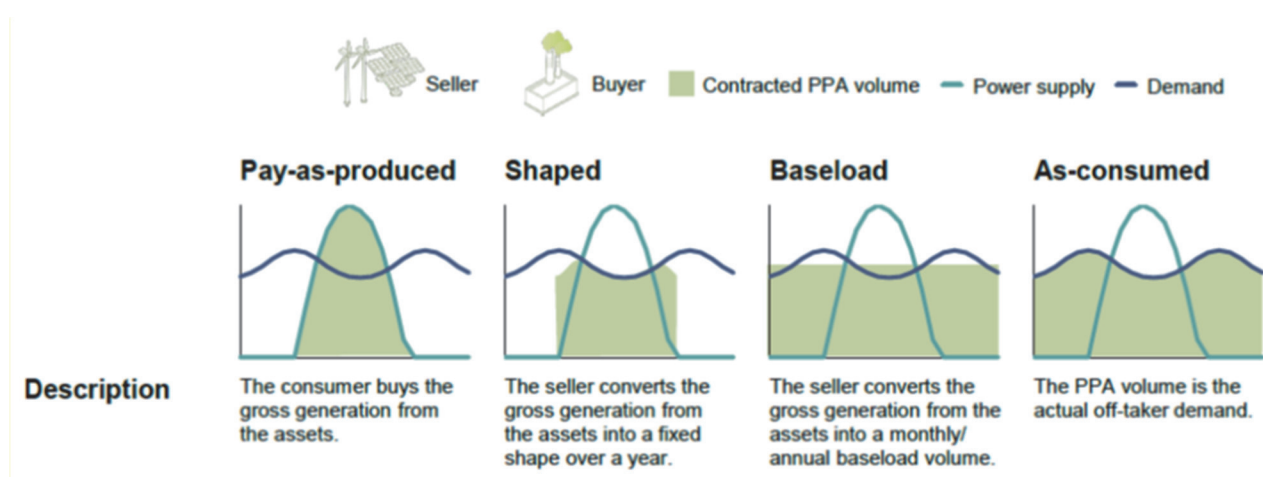 Seller
Buyer
Contracted PPA volume
Power supply
Demand
Pay-as-produced
Shaped
Baseload
As-consumed
Description
The consumer buys the
gross generation from
the assets.
The seller converts the
gross generation from
the assets into a fixed
shape over a year.
The seller converts the
gross generation from the
assets into a monthly/
annual baseload volume.
The PPA volume is the
actual off-taker demand.